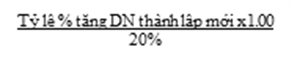 Tỷ lệ % tăng DN thành lập mới x1.00
20%